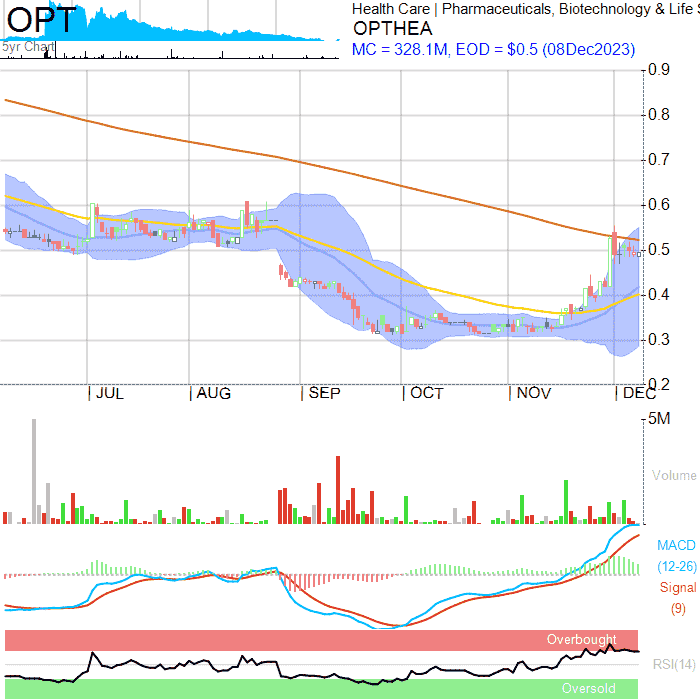 OPT
5yr Chart
Health Care | Pharmaceuticals, Biotechnology & Life S
OPTHEA
MC = 328.1M, EOD = $0.5 (08Dec2023)
0.9
0.8
0.7
0.6
0.5
0.4
0.3
0.2
JUL AUG SEP OCT NOV DEC
5M
Volume
MACD
(12-26)
Signal
(9)
Overbought
RSI(14)
Oversold